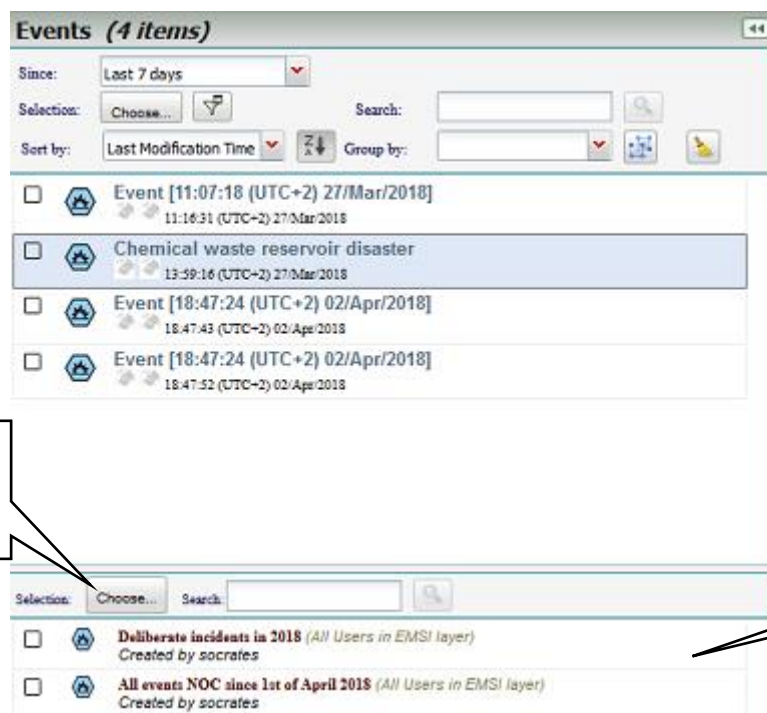 Events (4 items)
Since: Last 7 days
Selection: Choose... Search:
Sort by: Last Modification Time Group by:
Event [11:07:18 (UTC+2) 27/Mar/2018]
11:16:31 (UTC+2) 27/Mar/2018
Chemical waste reservoir disaster
13:59:16 (UTC+2) 27/Mar/2018
Event [18:47:24 (UTC+2) 02/Apr/2018]
18:47:43 (UTC+2) 02/Apr/2018
Event [18:47:24 (UTC+2) 02/Apr/2018]
18:47:52 (UTC+2) 02/Apr/2018
Selection: Choose... Search:
Deliberate incidents in 2018 (All Users in EMSI layer)
Created by socrates
All events NOC since 1st of April 2018 (All Users in EMSI layer)
Created by socrates